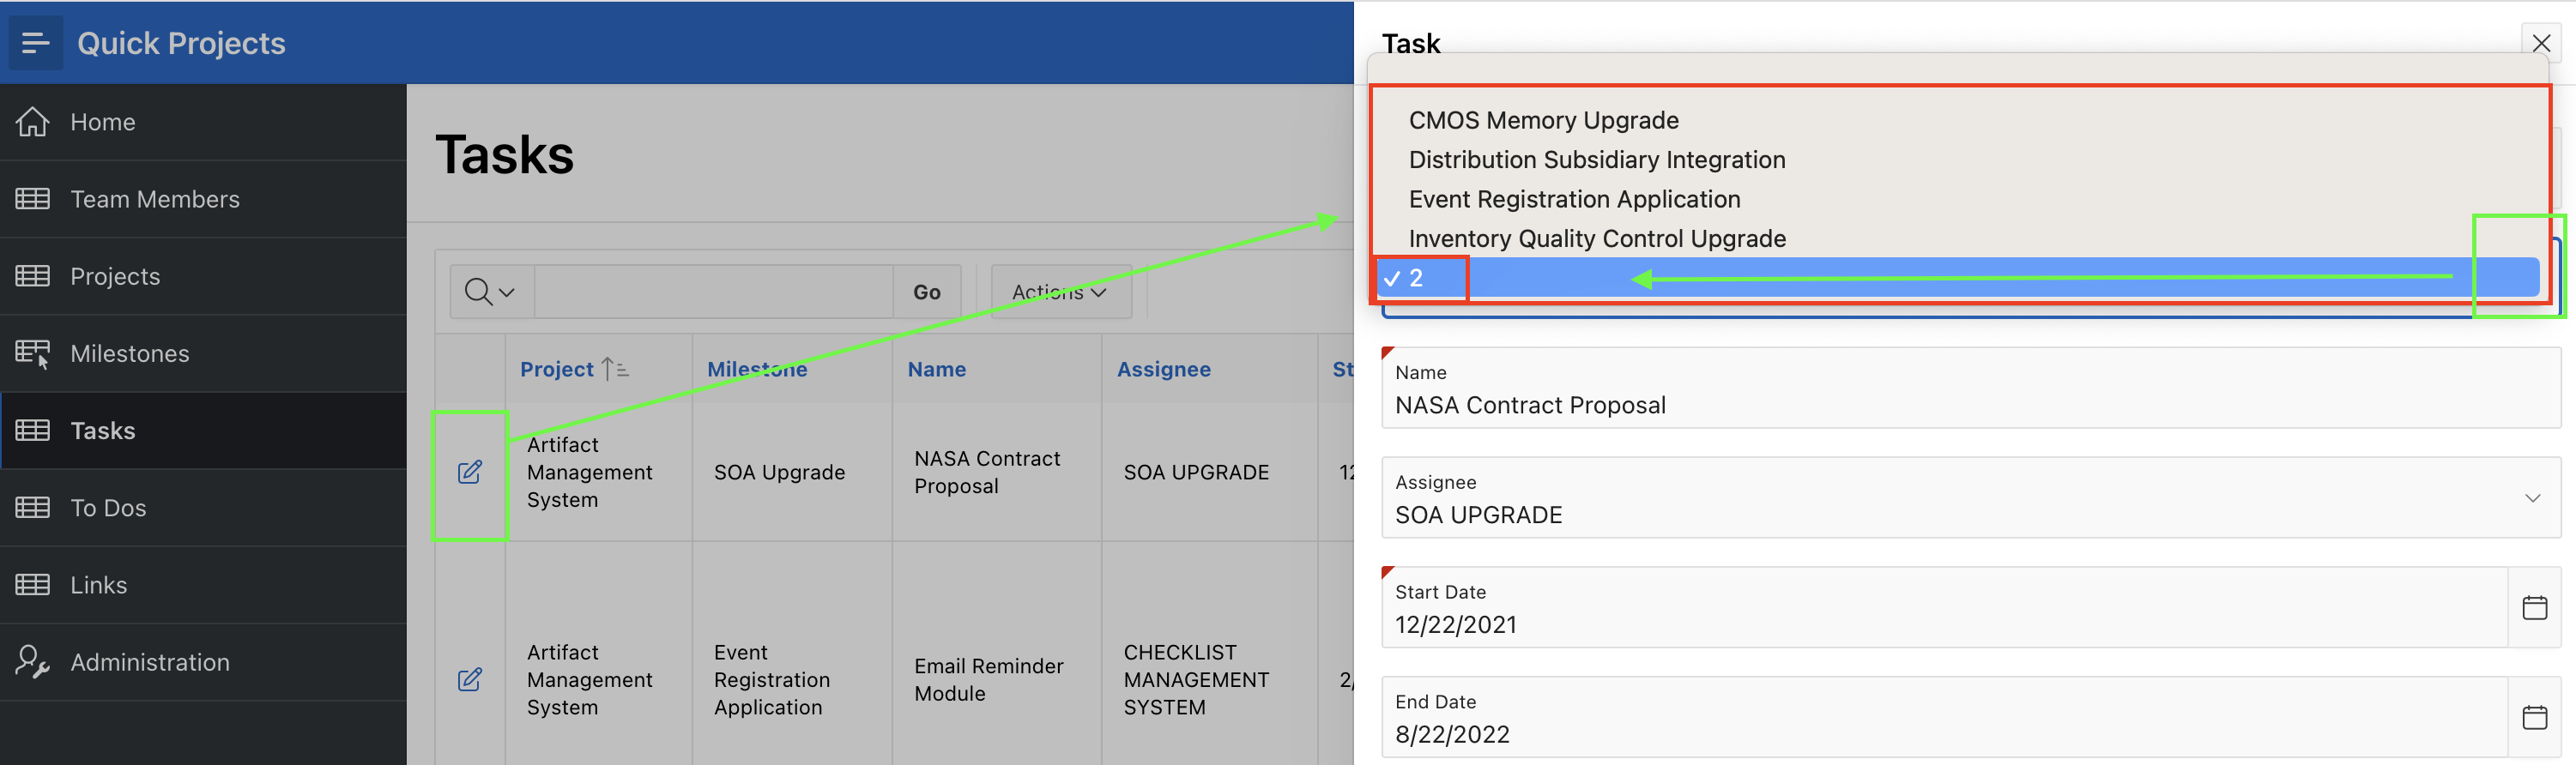 Quick Projects
Home
Team Members
Projects
Milestones
Tasks
To Dos
Links
Administration
Tasks
Go
Actions
Project
Milestone
Name
Assignee
St
Artifact
Management
System
SOA Upgrade
NASA Contract
Proposal
SOA UPGRADE
12
Artifact
Management
System
Event
Registration
Application
Email Reminder
Module
CHECKLIST
MANAGEMENT
SYSTEM
2/
Task
CMOS Memory Upgrade
Distribution Subsidiary Integration
Event Registration Application
Inventory Quality Control Upgrade
✓ 2
Name
NASA Contract Proposal
Assignee
SOA UPGRADE
Start Date
12/22/2021
End Date
8/22/2022